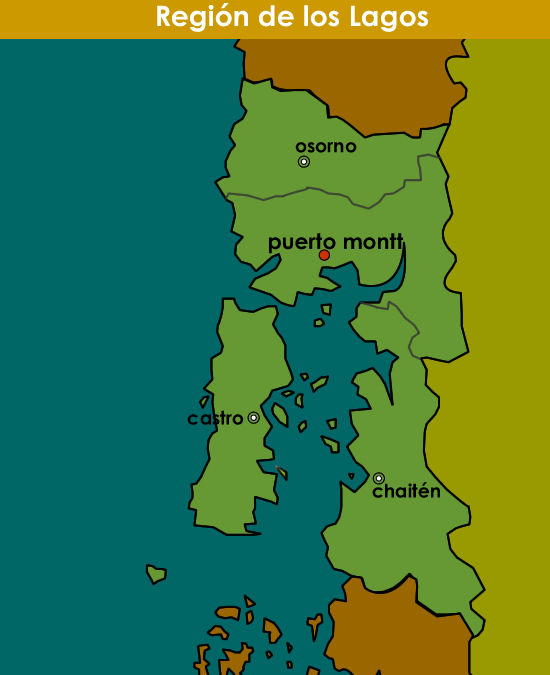 Región de los Lagos
osorno
puerto montt
castro
chaitén